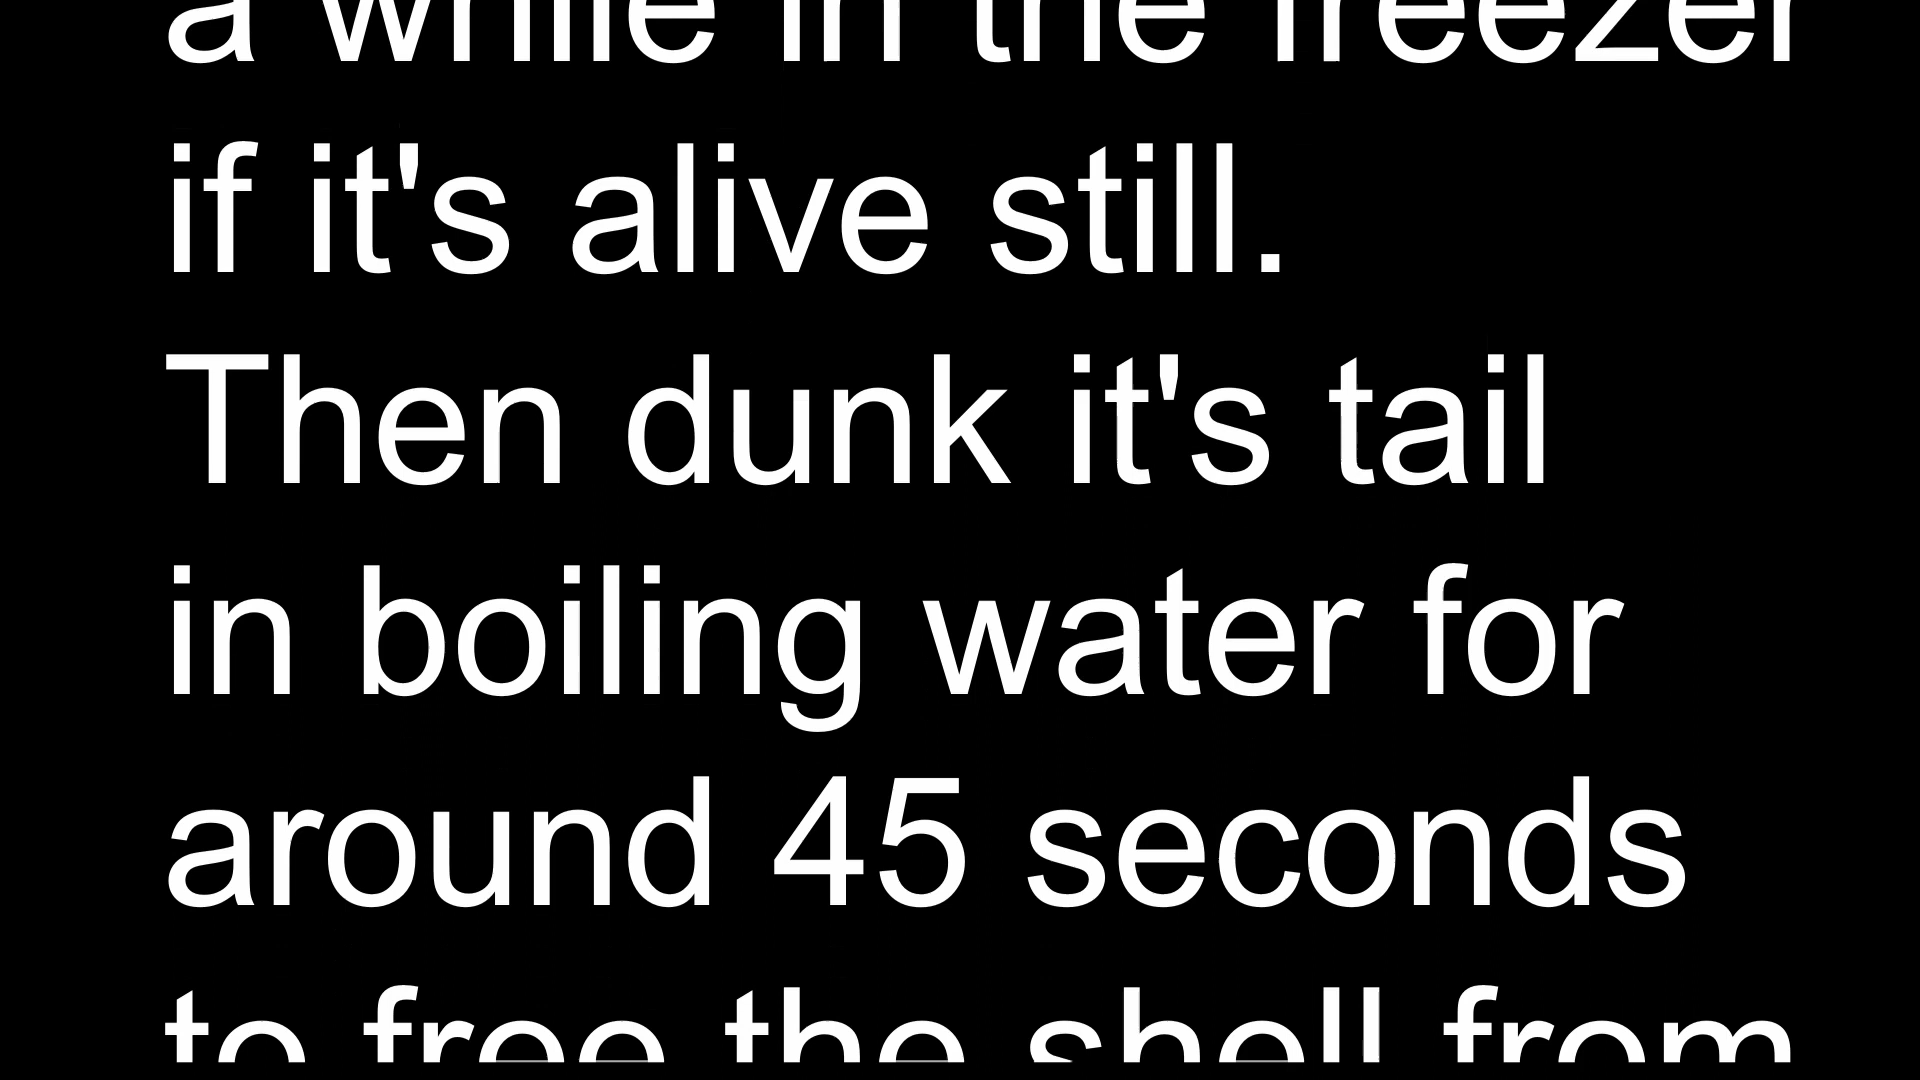 a while in the freezer
if it's alive still.
Then dunk it's tail
in boiling water for
around 45 seconds
to free the shell from